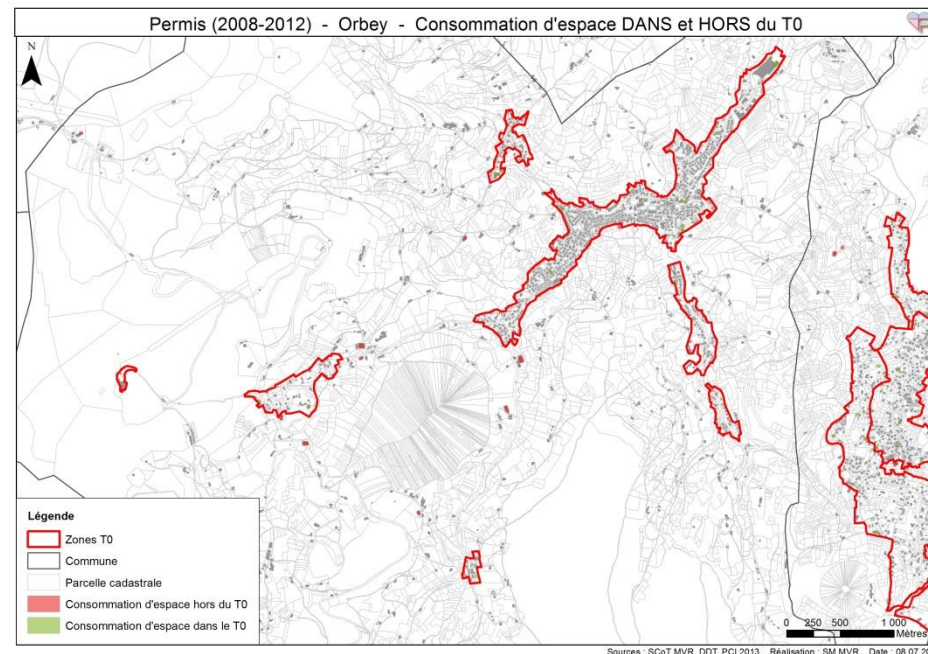 Permis (2008-2012) - Orbey - Consommation d'espace DANS et HORS du T0
N
Légende
Zones T0
Commune
Parcelle cadastrale
Consommation d'espace hors du T0
Consommation d'espace dans le T0
0 250 500 1 000
Mètres
Sources : SCoT MVR, DDT, PCI 2013 Réalisation : SM MVR Date : 08.07.20